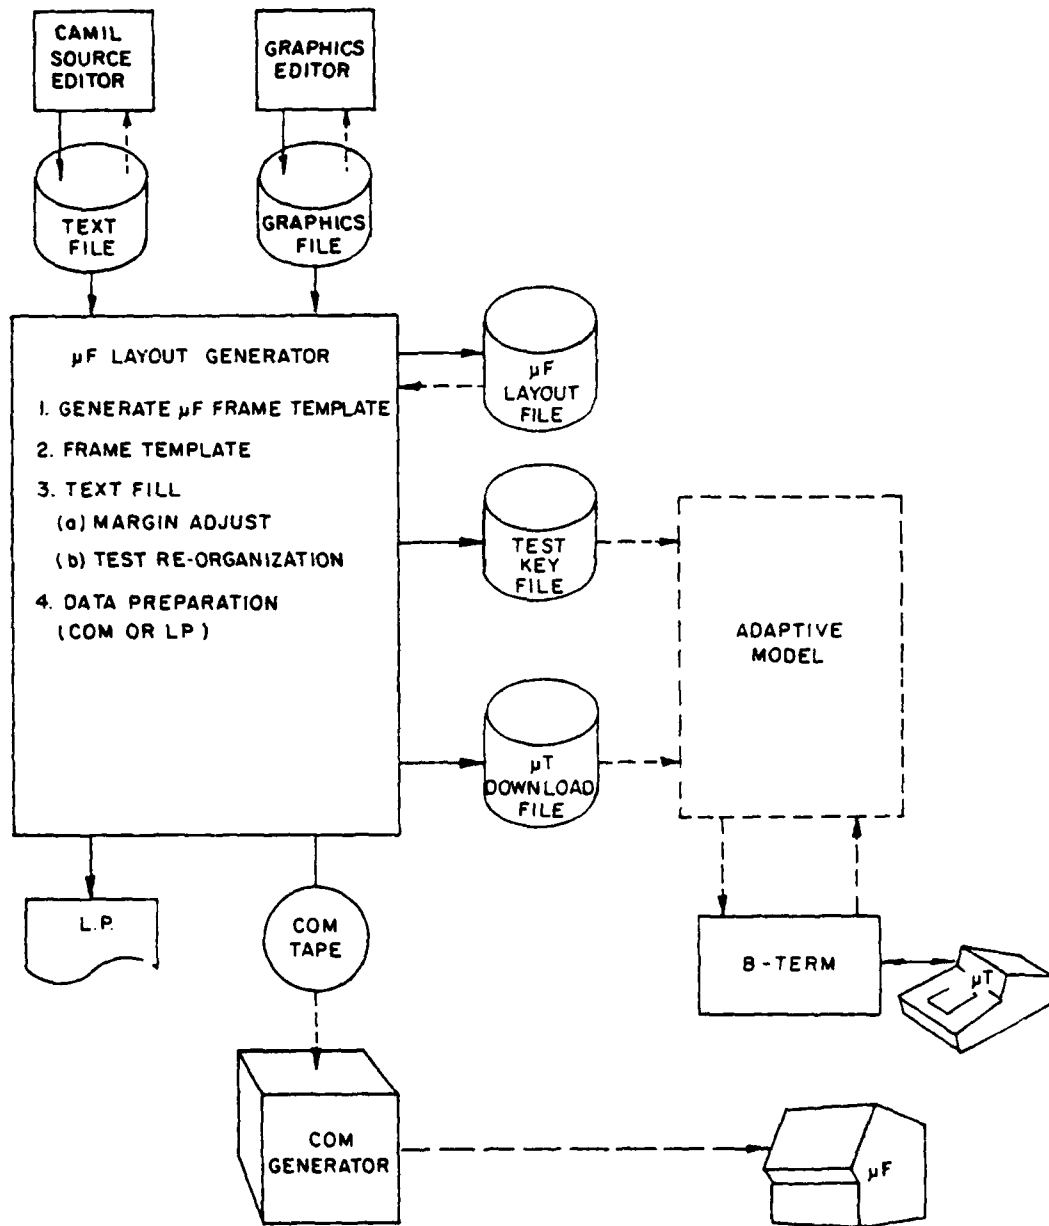 CAMIL
SOURCE
EDITOR
GRAPHICS
EDITOR
TEXT
FILE
GRAPHICS
FILE
µF LAYOUT GENERATOR
1. GENERATE µF FRAME TEMPLATE
2. FRAME TEMPLATE
3. TEXT FILL
(a) MARGIN ADJUST
(b) TEST RE-ORGANIZATION
4. DATA PREPARATION
(COM OR LP)
µF
LAYOUT
FILE
TEST
KEY
FILE
µT
DOWNLOAD
FILE
ADAPTIVE
MODEL
L.P.
COM
TAPE
B-TERM
µT
COM
GENERATOR
µF